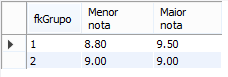 fkGrupo Menor nota Maior nota
1 8.80 9.50
2 9.00 9.00